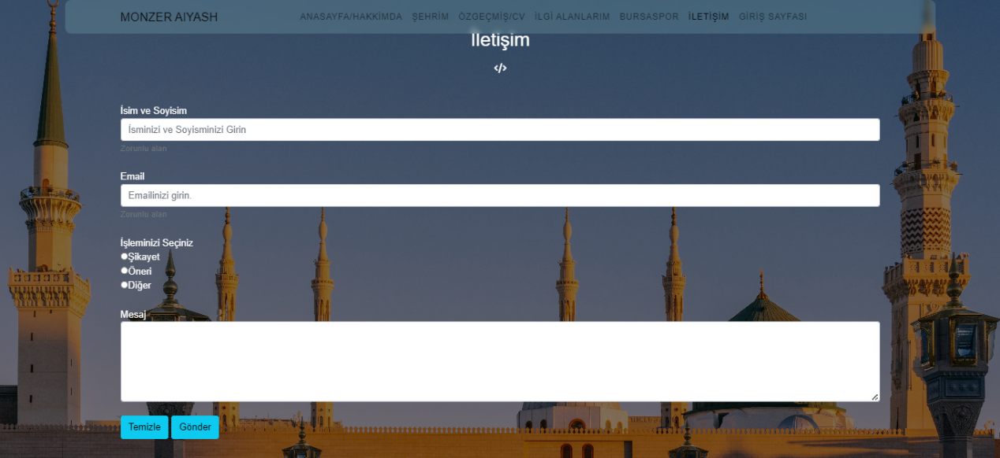 MONZER AIYASH
ANASAYFA/HAKKIMDA ŞEHRİM ÖZGEÇMİŞ/CV İLGİ ALANLARIM BURSASPOR İLETİŞİM GİRİŞ SAYFASI
İletişim
</>
İsim ve Soyisim
İsminizi ve Soyisminizi Girin
Zorunlu alan
Email
Emailinizi girin.
Zorunlu alan
İşleminizi Seçiniz
Şikayet
Öneri
Diğer
Mesaj
Temizle Gönder